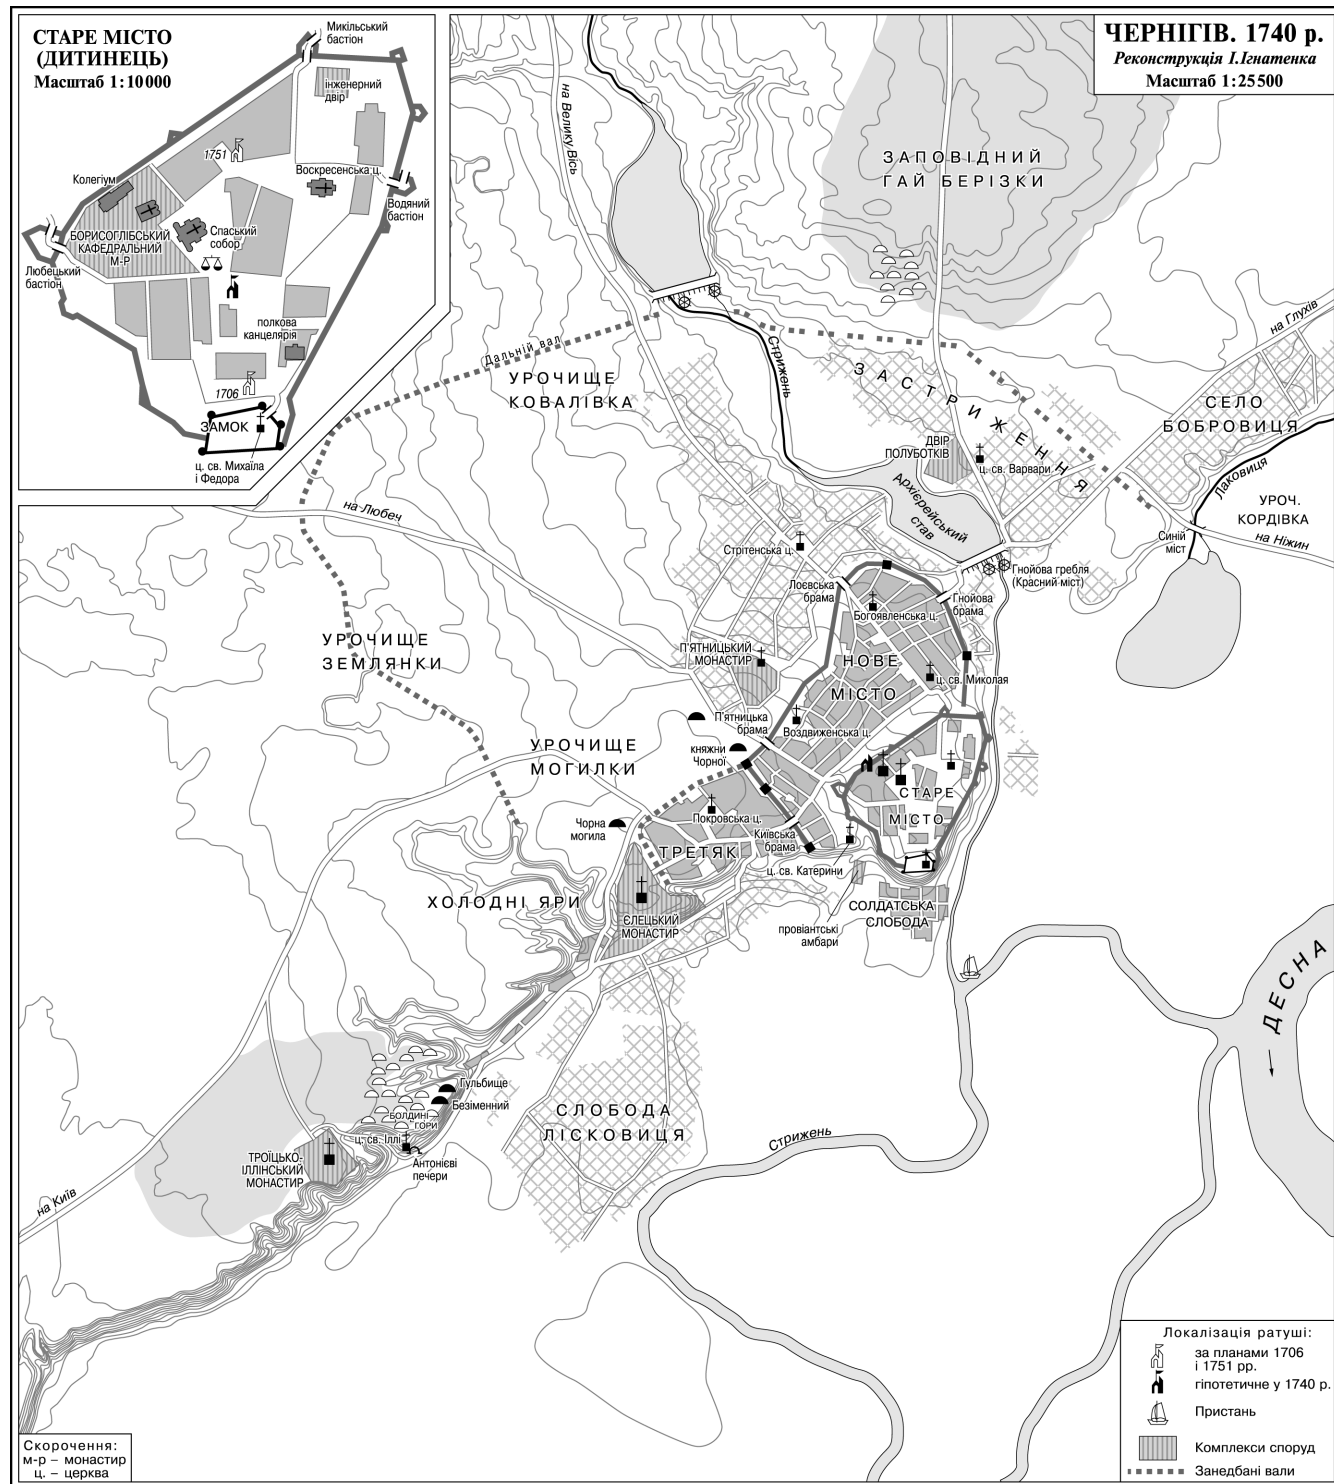 СТАРЕ МІСТО
(ДИТИНЕЦЬ)
Масштаб 1:10000
Микільський
бастіон
інженерний
двір
1751
Колегіум
Воскресенська ц.
Водяний
бастіон
Спаський
собор
БОРИСОГЛІБСЬКИЙ
КАФЕДРАЛЬНИЙ
М-Р
Любецький
бастіон
полкова
канцелярія
1706
ЗАМОК
ц. св. Михаїла
і Федора
ЧЕРНІГІВ. 1740 р.
Реконструкція І.Ігнатенка
Масштаб 1:25500
на Велику Вісь
ЗАПОВІДНИЙ
ГАЙ БЕРІЗКИ
на Глухів
Дальній вал
Стрижень
УРОЧИЩЕ
КОВАЛІВКА
ЗАСТРИЖЕННЯ
СЕЛО
БОБРОВИЦЯ
ДВІР
ПОЛУБОТКІВ
ц. св. Варвари
Лаковиця
Архієрейський
став
УРОЧ.
КОРДІВКА
на Ніжин
Синій
міст
на Любеч
Стрітенська ц.
Гнойова гребля
(Красний міст)
Лоєвська
брама
Гнойова
брама
Богоявленська ц.
УРОЧИЩЕ
ЗЕМЛЯНКИ
П'ЯТНИЦЬКИЙ
МОНАСТИР
НОВЕ
МІСТО
ц. св. Миколая
П'ятницька
брама
Воздвиженська ц.
УРОЧИЩЕ
МОГИЛКИ
княжни
Чорної
СТАРЕ
МІСТО
Чорна
могила
Покровська ц.
Київська
брама
ТРЕТЯК
ц. св. Катерини
ХОЛОДНІ ЯРИ
СОЛДАТСЬКА
СЛОБОДА
ЄЛЕЦЬКИЙ
МОНАСТИР
провіантські
амбари
ДЕСНА
Гульбище
Безіменний
БОЛДИНІ
ГОРИ
СЛОБОДА
ЛІСКОВИЦЯ
Стрижень
ц. св. Іллі
Антонієві
печери
ТРОЇЦЬКО-
ІЛЛІНСЬКИЙ
МОНАСТИР
на Київ
Локалізація ратуші:
за планами 1706
і 1751 рр.
гіпотетичне у 1740 р.
Пристань
Комплекси споруд
Занедбані вали
Скорочення:
м-р – монастир
ц. – церква